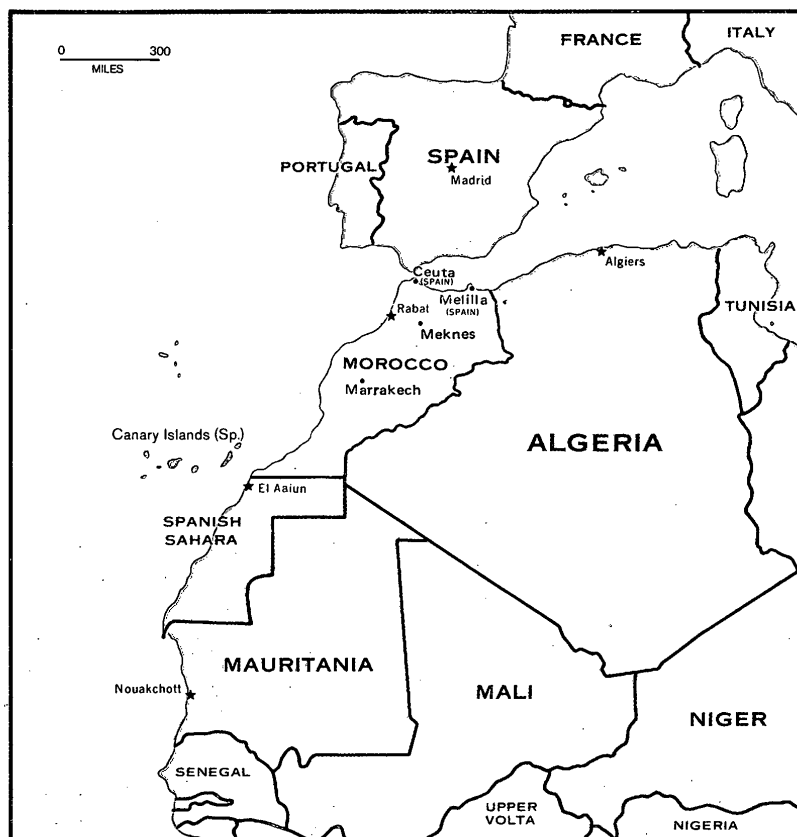 FRANCE
ITALY
0 300
MILES
PORTUGAL
SPAIN
Madrid
Ceuta
(SPAIN)
Algiers
Melilla
(SPAIN)
TUNISIA
Rabat
Meknes
MOROCCO
Marrakech
ALGERIA
Canary Islands (Sp.)
El Aaiun
SPANISH
SAHARA
MAURITANIA
Nouakchott
MALI
NIGER
SENEGAL
UPPER
VOLTA
NIGERIA